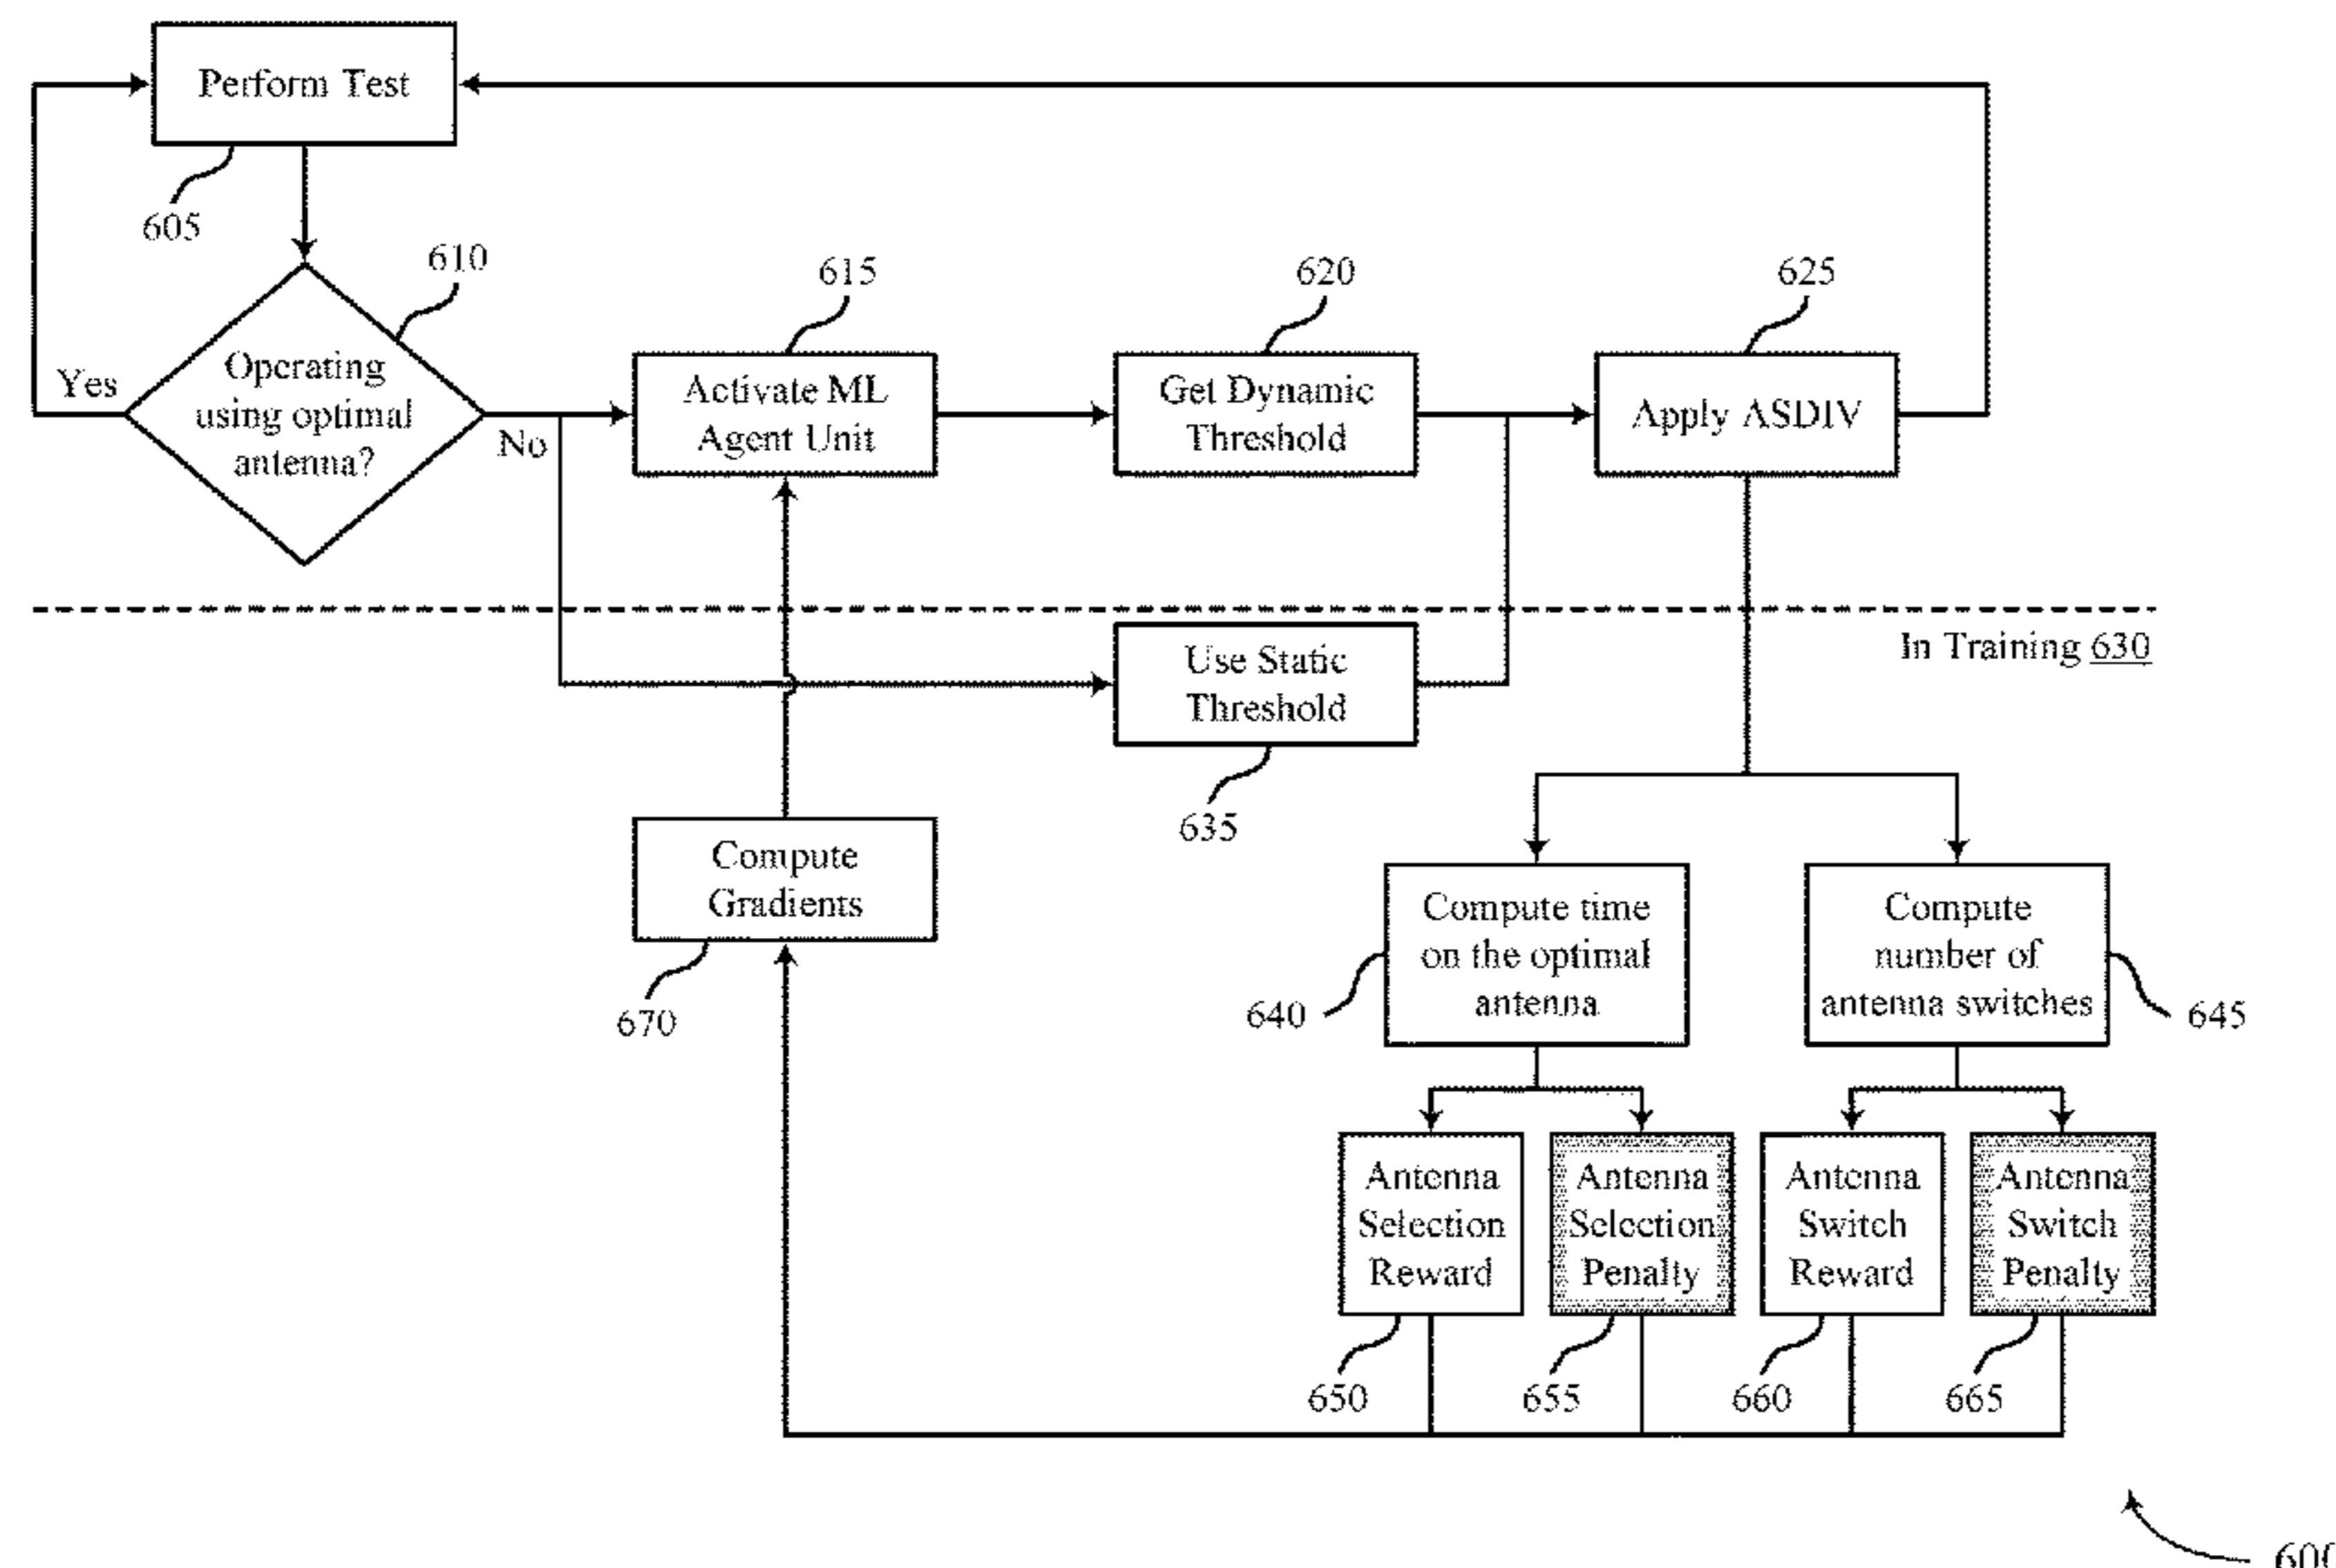 Perform Test
605
610
Operating
using optimal
antenna?
Yes
No
615
Activate ML
Agent Unit
620
Get Dynamic
Threshold
625
Apply ASDIV
In Training 630
Use Static
Threshold
635
Compute
Gradients
670
Compute time
on the optimal
antenna
640
Compute
number of
antenna switches
645
Antenna
Selection
Reward
Antenna
Selection
Penalty
Antenna
Switch
Reward
Antenna
Switch
Penalty
650
655
660
665